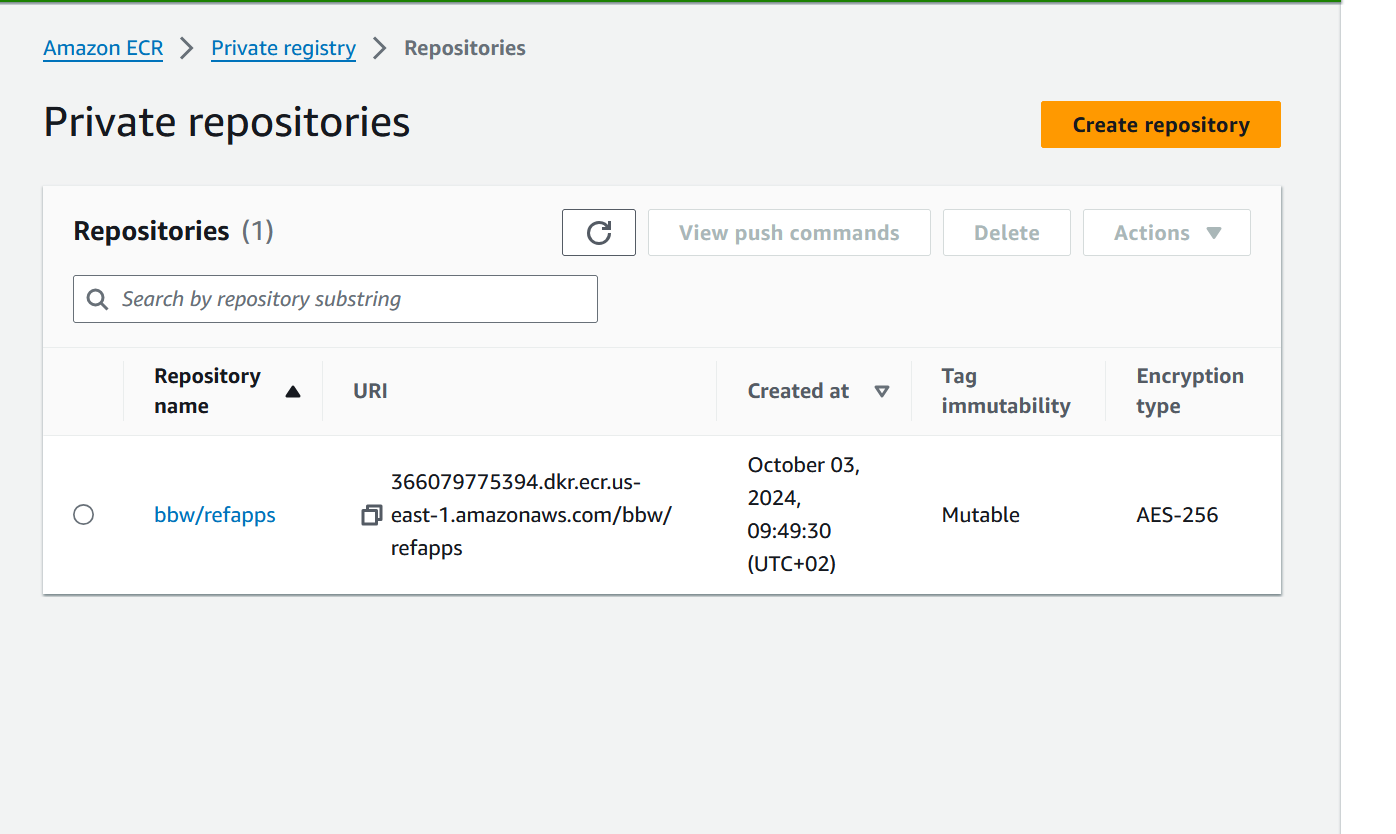 Amazon ECR > Private registry > Repositories
Private repositories
Create repository
Repositories (1)
View push commands
Delete
Actions
Search by repository substring
Repository
name
URI
Created at
Tag
immutability
Encryption
type
bbw/refapps
366079775394.dkr.ecr.us-
east-1.amazonaws.com/bbw/
refapps
October 03,
2024,
09:49:30
(UTC+02)
Mutable
AES-256